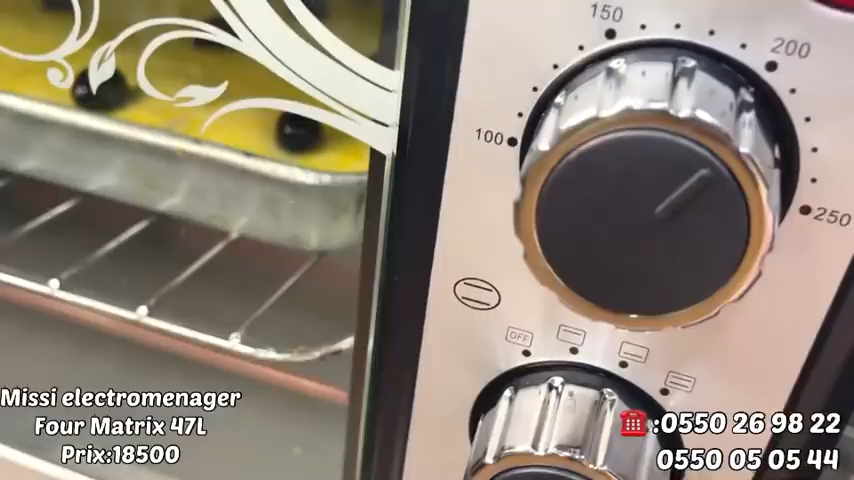 150
200
100
250
OFF
Missi electromenager
Four Matrix 47L
Prix:18500
☎:0550 26 98 22
0550 05 05 44